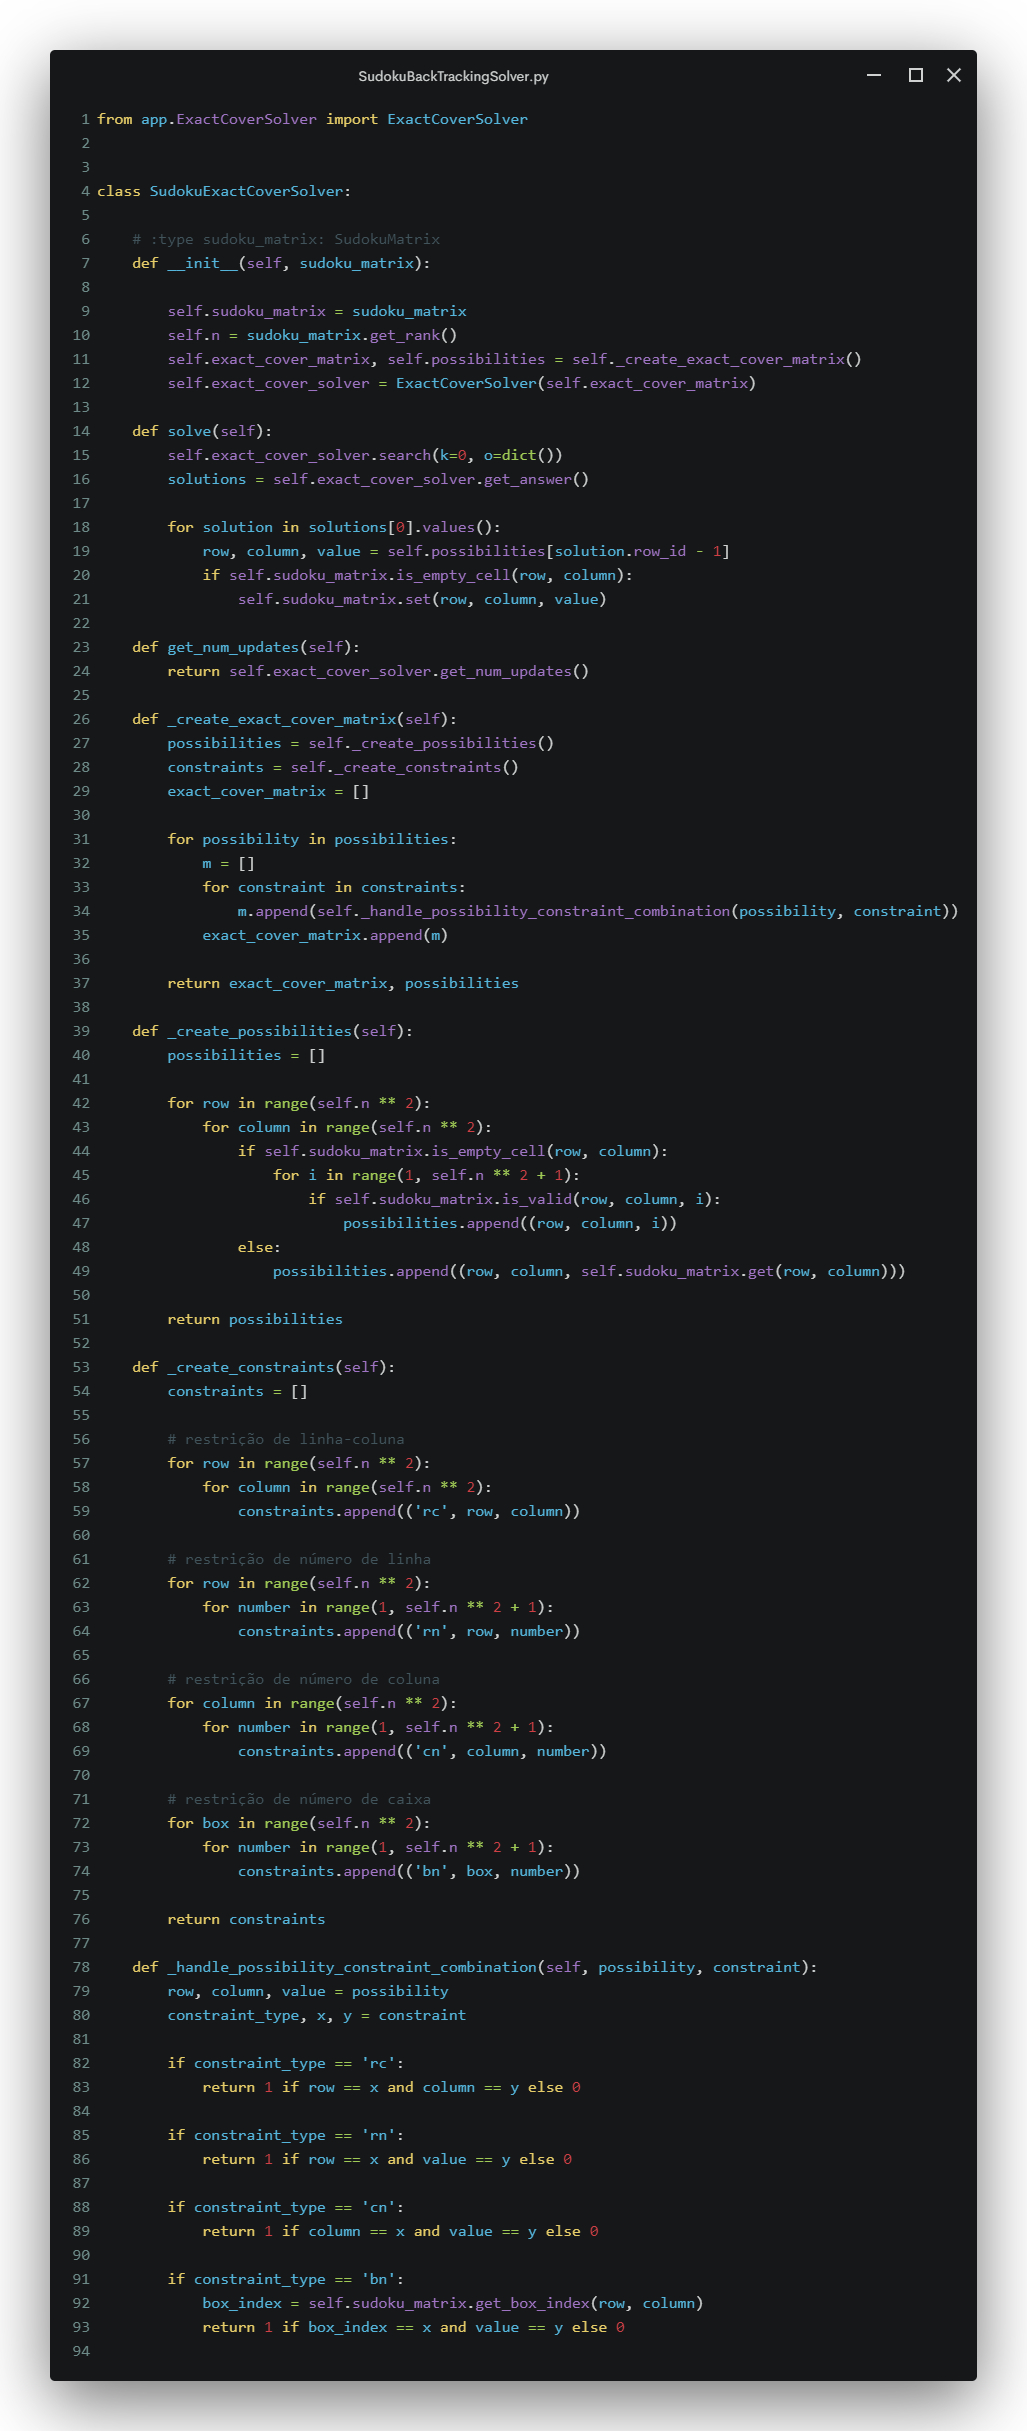 SudokuBackTrackingSolver.py
1 from app.ExactCoverSolver import ExactCoverSolver
2
3
4 class SudokuExactCoverSolver:
5
6     # :type sudoku_matrix: SudokuMatrix
7     def __init__(self, sudoku_matrix):
8
9         self.sudoku_matrix = sudoku_matrix
10         self.n = sudoku_matrix.get_rank()
11         self.exact_cover_matrix, self.possibilities = self._create_exact_cover_matrix()
12         self.exact_cover_solver = ExactCoverSolver(self.exact_cover_matrix)
13
14     def solve(self):
15         self.exact_cover_solver.search(k=0, o=dict())
16         solutions = self.exact_cover_solver.get_answer()
17
18         for solution in solutions[0].values():
19             row, column, value = self.possibilities[solution.row_id - 1]
20             if self.sudoku_matrix.is_empty_cell(row, column):
21                 self.sudoku_matrix.set(row, column, value)
22
23     def get_num_updates(self):
24         return self.exact_cover_solver.get_num_updates()
25
26     def _create_exact_cover_matrix(self):
27         possibilities = self._create_possibilities()
28         constraints = self._create_constraints()
29         exact_cover_matrix = []
30
31         for possibility in possibilities:
32             m = []
33             for constraint in constraints:
34                 m.append(self._handle_possibility_constraint_combination(possibility, constraint))
35             exact_cover_matrix.append(m)
36
37         return exact_cover_matrix, possibilities
38
39     def _create_possibilities(self):
40         possibilities = []
41
42         for row in range(self.n ** 2):
43             for column in range(self.n ** 2):
44                 if self.sudoku_matrix.is_empty_cell(row, column):
45                     for i in range(1, self.n ** 2 + 1):
46                         if self.sudoku_matrix.is_valid(row, column, i):
47                             possibilities.append((row, column, i))
48                 else:
49                     possibilities.append((row, column, self.sudoku_matrix.get(row, column)))
50
51         return possibilities
52
53     def _create_constraints(self):
54         constraints = []
55
56         # restrição de linha-coluna
57         for row in range(self.n ** 2):
58             for column in range(self.n ** 2):
59                 constraints.append(('rc', row, column))
60
61         # restrição de número de linha
62         for row in range(self.n ** 2):
63             for number in range(1, self.n ** 2 + 1):
64                 constraints.append(('rn', row, number))
65
66         # restrição de número de coluna
67         for column in range(self.n ** 2):
68             for number in range(1, self.n ** 2 + 1):
69                 constraints.append(('cn', column, number))
70
71         # restrição de número de caixa
72         for box in range(self.n ** 2):
73             for number in range(1, self.n ** 2 + 1):
74                 constraints.append(('bn', box, number))
75
76         return constraints
77
78     def _handle_possibility_constraint_combination(self, possibility, constraint):
79         row, column, value = possibility
80         constraint_type, x, y = constraint
81
82         if constraint_type == 'rc':
83             return 1 if row == x and column == y else 0
84
85         if constraint_type == 'rn':
86             return 1 if row == x and value == y else 0
87
88         if constraint_type == 'cn':
89             return 1 if column == x and value == y else 0
90
91         if constraint_type == 'bn':
92             box_index = self.sudoku_matrix.get_box_index(row, column)
93             return 1 if box_index == x and value == y else 0
94